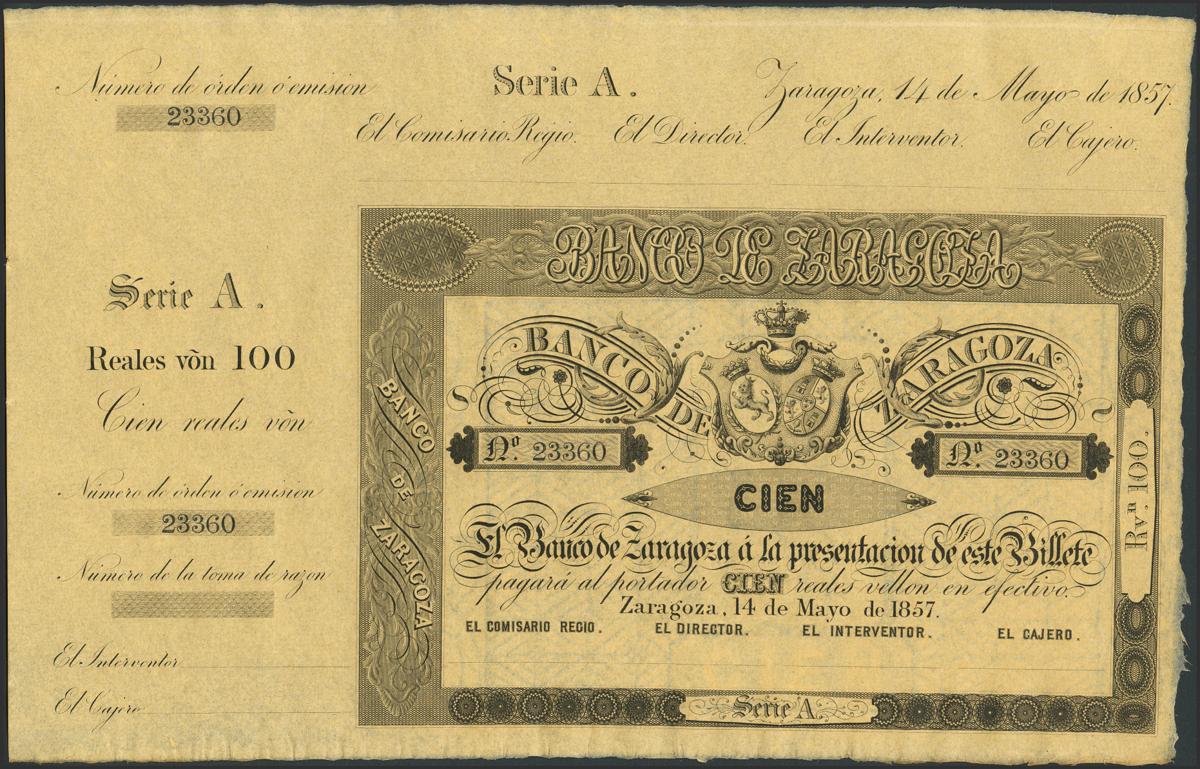 Número de órden ó emision
23360
Serie A.
Zaragoza, 14 de Mayo de 1857.
El Comisario Regio. El Director. El Interventor. El Cajero.
Serie A.
Reales vòn 100
Cien reales vòn
Número de órden ó emision
23360
Número de la toma de razon
El Interventor
El Cajero
BANCO DE ZARAGOZA
BANCO DE ZARAGOZA
BANCO DE ZARAGOZA
Nº. 23360
Nº. 23360
CIEN
El Banco de Zaragoza á la presentacion de este Billete
pagará al portador CIEN reales vellon en efectivo.
Zaragoza, 14 de Mayo de 1857.
EL COMISARIO REGIO. EL DIRECTOR. EL INTERVENTOR. EL CAJERO.
Rvn. 100.
Serie A.